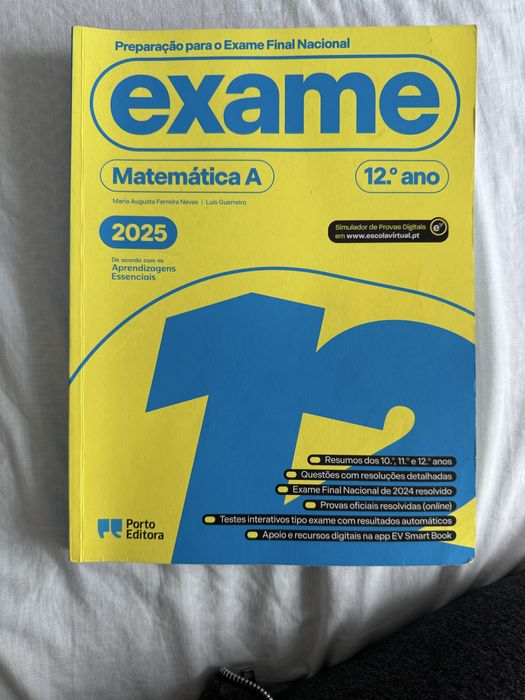 Preparação para o Exame Final Nacional
exame
Matemática A
12.º ano
Maria Augusta Ferreira Neves | Luís Guerreiro
2025
Simulador de Provas Digitais
em www.escolavirtual.pt
eV
De acordo com as
Aprendizagens
Essenciais
12
Resumos dos 10.º, 11.º e 12.º anos
Questões com resoluções detalhadas
Exame Final Nacional de 2024 resolvido
Provas oficiais resolvidas (online)
Testes interativos tipo exame com resultados automáticos
Apoio e recursos digitais na app EV Smart Book
Porto
Editora